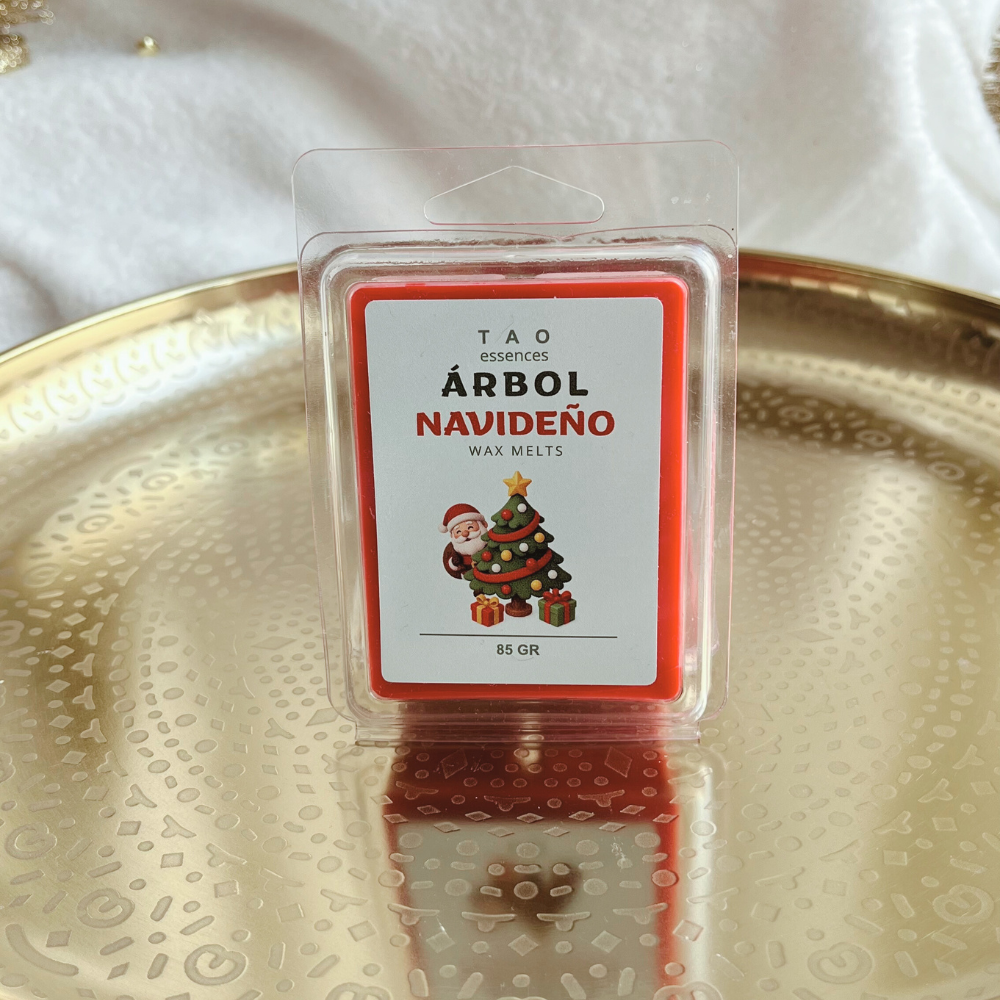 TAO
essences
ÁRBOL
NAVIDEÑO
WAX MELTS
85 GR